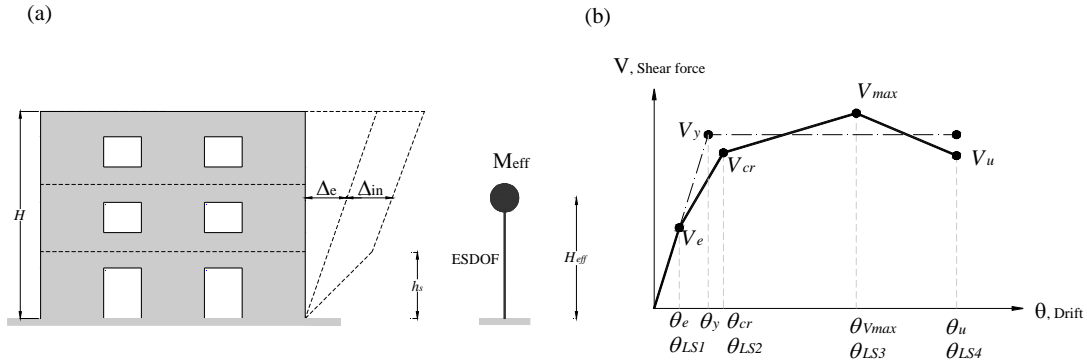 (a)
(b)
V, Shear force
Vmax
Vy
Vcr
Vu
Ve
Meff
Δe Δin
H
ESDOF
Heff
hs
θ, Drift
θe θy θcr θVmax θu
θLS1 θLS2 θLS3 θLS4